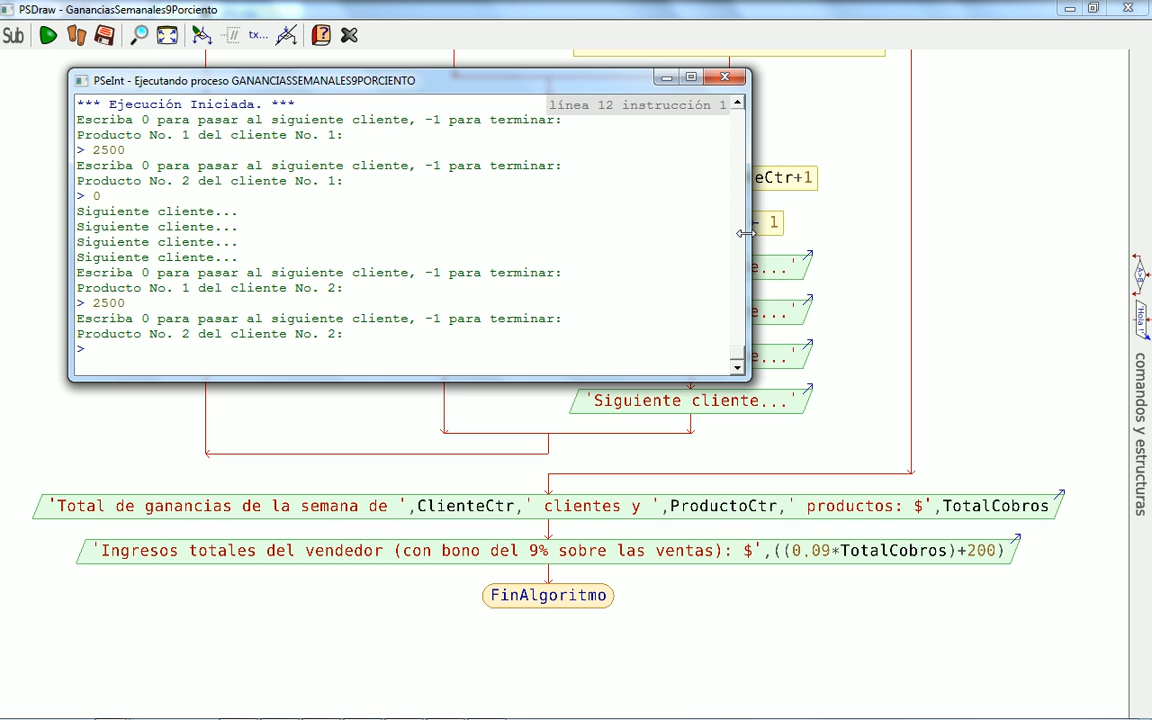 PSDraw - GananciasSemanales9Porciento
Sub
tx...
PSeInt - Ejecutando proceso GANANCIASSEMANALES9PORCIENTO
línea 12 instrucción 1
*** Ejecución Iniciada. ***
Escriba 0 para pasar al siguiente cliente, -1 para terminar:
Producto No. 1 del cliente No. 1:
> 2500
Escriba 0 para pasar al siguiente cliente, -1 para terminar:
Producto No. 2 del cliente No. 1:
> 0
Siguiente cliente...
Siguiente cliente...
Siguiente cliente...
Siguiente cliente...
Escriba 0 para pasar al siguiente cliente, -1 para terminar:
Producto No. 1 del cliente No. 2:
> 2500
Escriba 0 para pasar al siguiente cliente, -1 para terminar:
Producto No. 2 del cliente No. 2:
>
eCtr+1
- 1
e...'
e...'
e...'
'Siguiente cliente...'
'Total de ganancias de la semana de ',ClienteCtr,' clientes y ',ProductoCtr,' productos: $',TotalCobros
'Ingresos totales del vendedor (con bono del 9% sobre las ventas): $',((0.09*TotalCobros)+200)
FinAlgoritmo
A>B
'Hola !'
comandos y estructuras